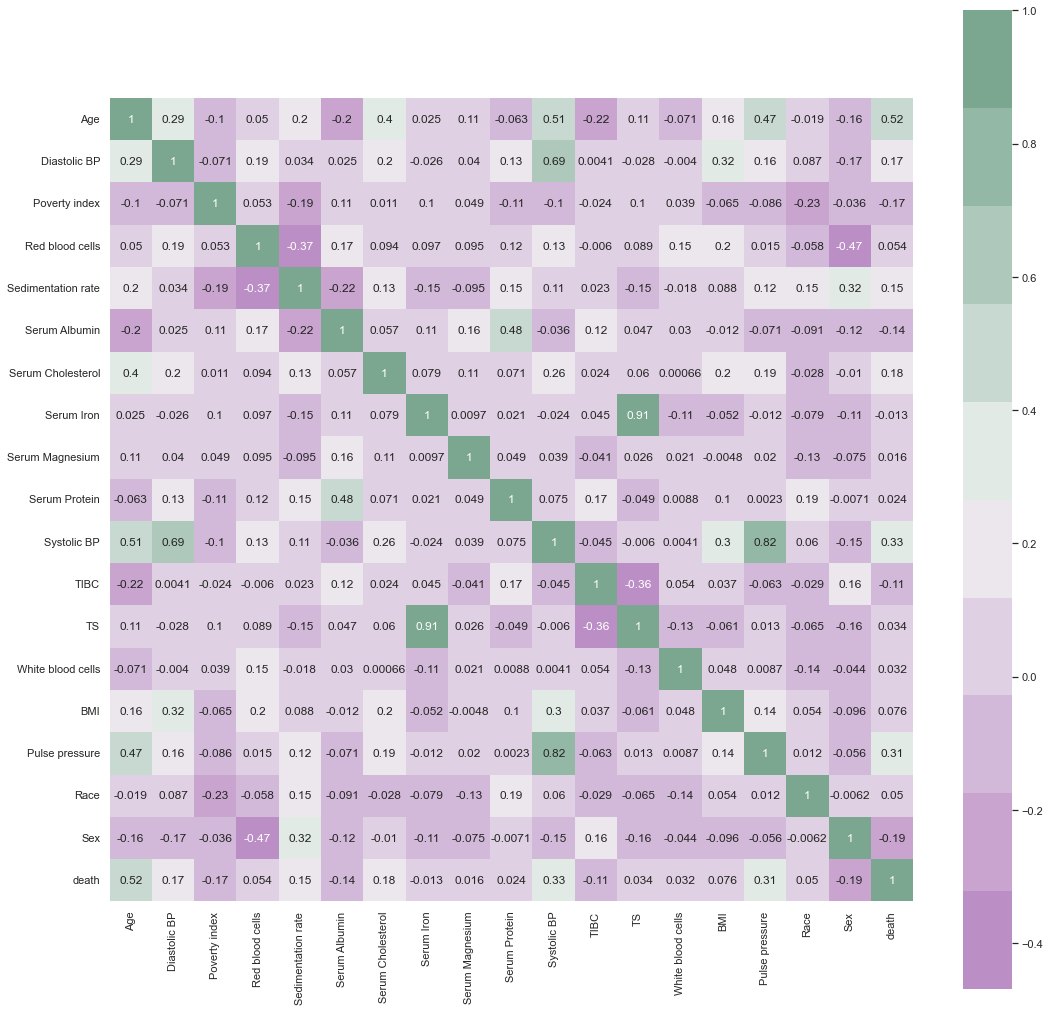 1.0
Age 1 0.29 -0.1 0.05 0.2 -0.2 0.4 0.025 0.11 -0.063 0.51 -0.22 0.11 -0.071 0.16 0.47 -0.019 -0.16 0.52
0.8
Diastolic BP 0.29 1 -0.071 0.19 0.034 0.025 0.2 -0.026 0.04 0.13 0.69 0.0041 -0.028 -0.004 0.32 0.16 0.087 -0.17 0.17
Poverty index -0.1 -0.071 1 0.053 -0.19 0.11 0.011 0.1 0.049 -0.11 -0.1 -0.024 0.1 0.039 -0.065 -0.086 -0.23 -0.036 -0.17
Red blood cells 0.05 0.19 0.053 1 -0.37 0.17 0.094 0.097 0.095 0.12 0.13 -0.006 0.089 0.15 0.2 0.015 -0.058 -0.47 0.054
0.6
Sedimentation rate 0.2 0.034 -0.19 -0.37 1 -0.22 0.13 -0.15 -0.095 0.15 0.11 0.023 -0.15 -0.018 0.088 0.12 0.15 0.32 0.15
Serum Albumin -0.2 0.025 0.11 0.17 -0.22 1 0.057 0.11 0.16 0.48 -0.036 0.12 0.047 0.03 -0.012 -0.071 -0.091 -0.12 -0.14
Serum Cholesterol 0.4 0.2 0.011 0.094 0.13 0.057 1 0.079 0.11 0.071 0.26 0.024 0.06 0.00066 0.2 0.19 -0.028 -0.01 0.18
0.4
Serum Iron 0.025 -0.026 0.1 0.097 -0.15 0.11 0.079 1 0.0097 0.021 -0.024 0.045 0.91 -0.11 -0.052 -0.012 -0.079 -0.11 -0.013
Serum Magnesium 0.11 0.04 0.049 0.095 -0.095 0.16 0.11 0.0097 1 0.049 0.039 -0.041 0.026 0.021 -0.0048 0.02 -0.13 -0.075 0.016
Serum Protein -0.063 0.13 -0.11 0.12 0.15 0.48 0.071 0.021 0.049 1 0.075 0.17 -0.049 0.0088 0.1 0.0023 0.19 -0.0071 0.024
0.2
Systolic BP 0.51 0.69 -0.1 0.13 0.11 -0.036 0.26 -0.024 0.039 0.075 1 -0.045 -0.006 0.0041 0.3 0.82 0.06 -0.15 0.33
TIBC -0.22 0.0041 -0.024 -0.006 0.023 0.12 0.024 0.045 -0.041 0.17 -0.045 1 -0.36 0.054 0.037 -0.063 -0.029 0.16 -0.11
TS 0.11 -0.028 0.1 0.089 -0.15 0.047 0.06 0.91 0.026 -0.049 -0.006 -0.36 1 -0.13 -0.061 0.013 -0.065 -0.16 0.034
White blood cells -0.071 -0.004 0.039 0.15 -0.018 0.03 0.00066 -0.11 0.021 0.0088 0.0041 0.054 -0.13 1 0.048 0.0087 -0.14 -0.044 0.032
0.0
BMI 0.16 0.32 -0.065 0.2 0.088 -0.012 0.2 -0.052 -0.0048 0.1 0.3 0.037 -0.061 0.048 1 0.14 0.054 -0.096 0.076
Pulse pressure 0.47 0.16 -0.086 0.015 0.12 -0.071 0.19 -0.012 0.02 0.0023 0.82 -0.063 0.013 0.0087 0.14 1 0.012 -0.056 0.31
Race -0.019 0.087 -0.23 -0.058 0.15 -0.091 -0.028 -0.079 -0.13 0.19 0.06 -0.029 -0.065 -0.14 0.054 0.012 1 -0.0062 0.05
−0.2
Sex -0.16 -0.17 -0.036 -0.47 0.32 -0.12 -0.01 -0.11 -0.075 -0.0071 -0.15 0.16 -0.16 -0.044 -0.096 -0.056 -0.0062 1 -0.19
death 0.52 0.17 -0.17 0.054 0.15 -0.14 0.18 -0.013 0.016 0.024 0.33 -0.11 0.034 0.032 0.076 0.31 0.05 -0.19 1
−0.4
Age
Diastolic BP
Poverty index
Red blood cells
Sedimentation rate
Serum Albumin
Serum Cholesterol
Serum Iron
Serum Magnesium
Serum Protein
Systolic BP
TIBC
TS
White blood cells
BMI
Pulse pressure
Race
Sex
death